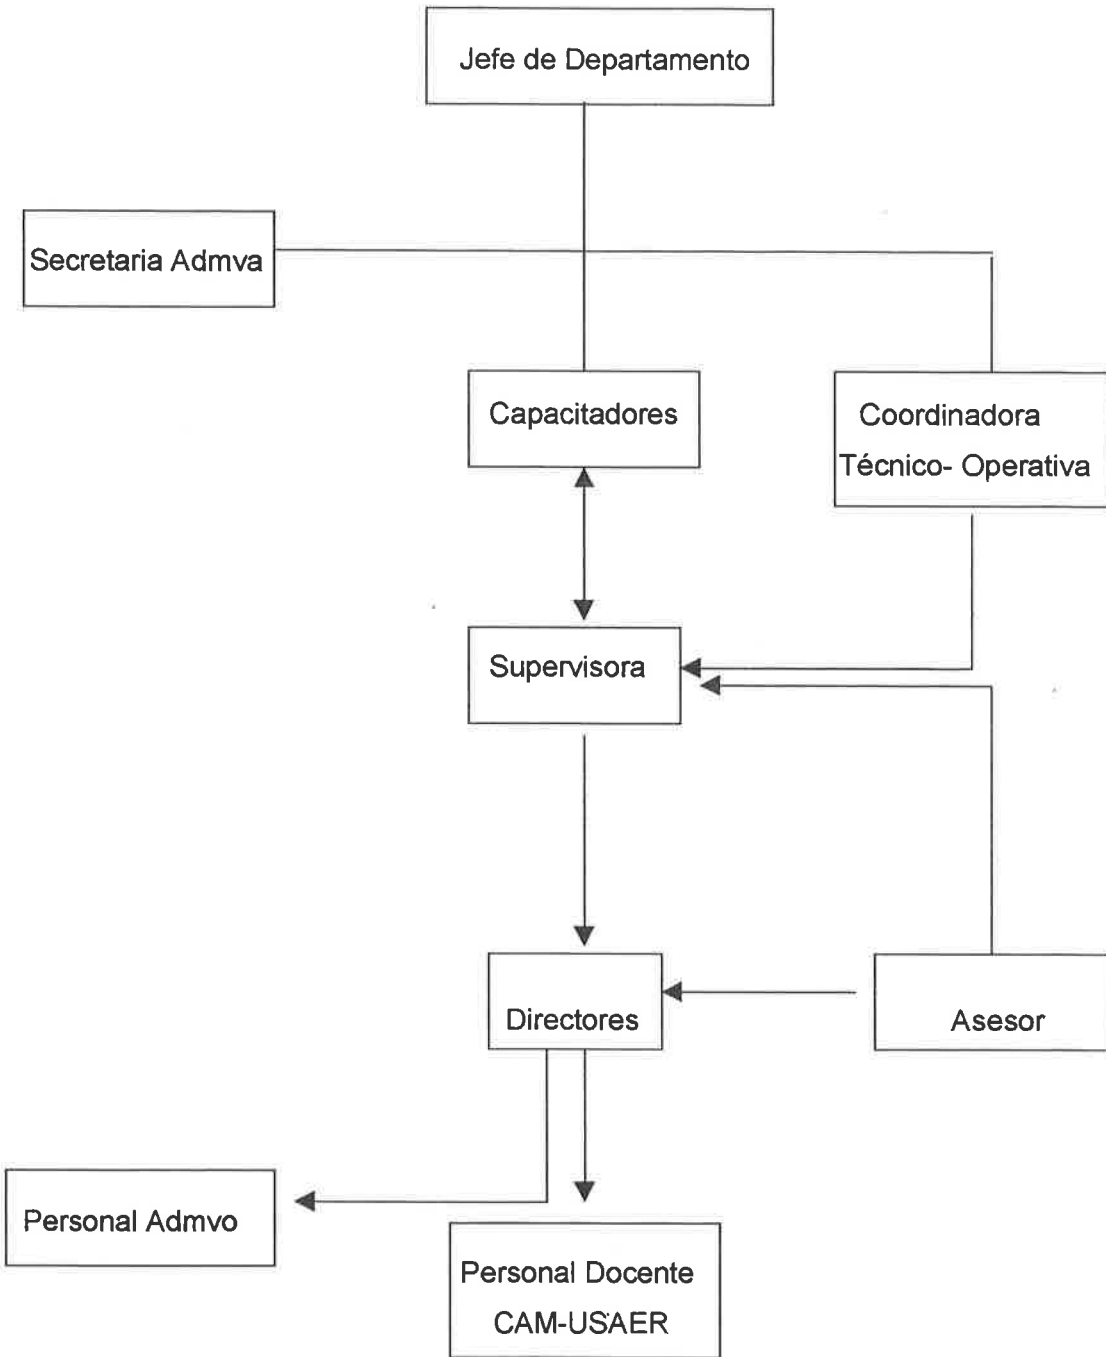 Jefe de Departamento
Secretaria Admva
Capacitadores
Coordinadora
Técnico- Operativa
Supervisora
Directores
Asesor
Personal Admvo
Personal Docente
CAM-USAER